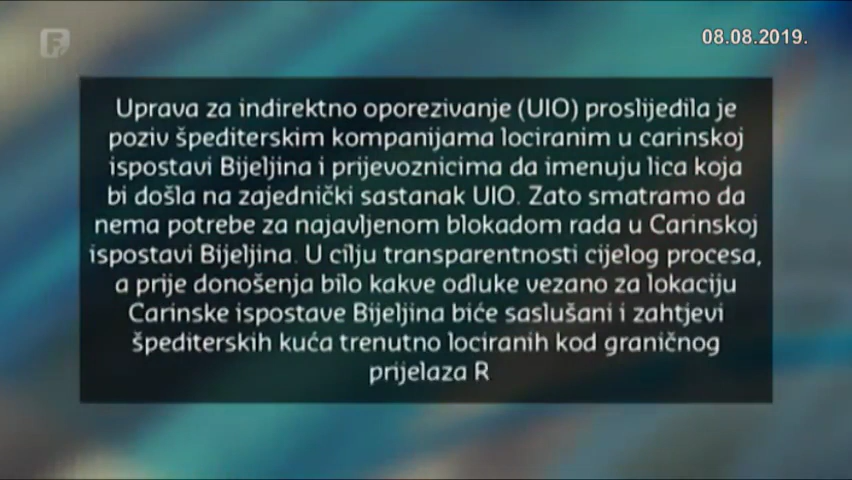 08.08.2019.
Uprava za indirektno oporezivanje (UIO) proslijedila je
poziv špediterskim kompanijama lociranim u carinskoj
ispostavi Bijeljina i prijevoznicima da imenuju lica koja
bi došla na zajednički sastanak UIO. Zato smatramo da
nema potrebe za najavljenom blokadom rada u Carinskoj
ispostavi Bijeljina. U cilju transparentnosti cijelog procesa,
a prije donošenja bilo kakve odluke vezano za lokaciju
Carinske ispostave Bijeljina biće saslušani i zahtjevi
špediterskih kuća trenutno lociranih kod graničnog
prijelaza R